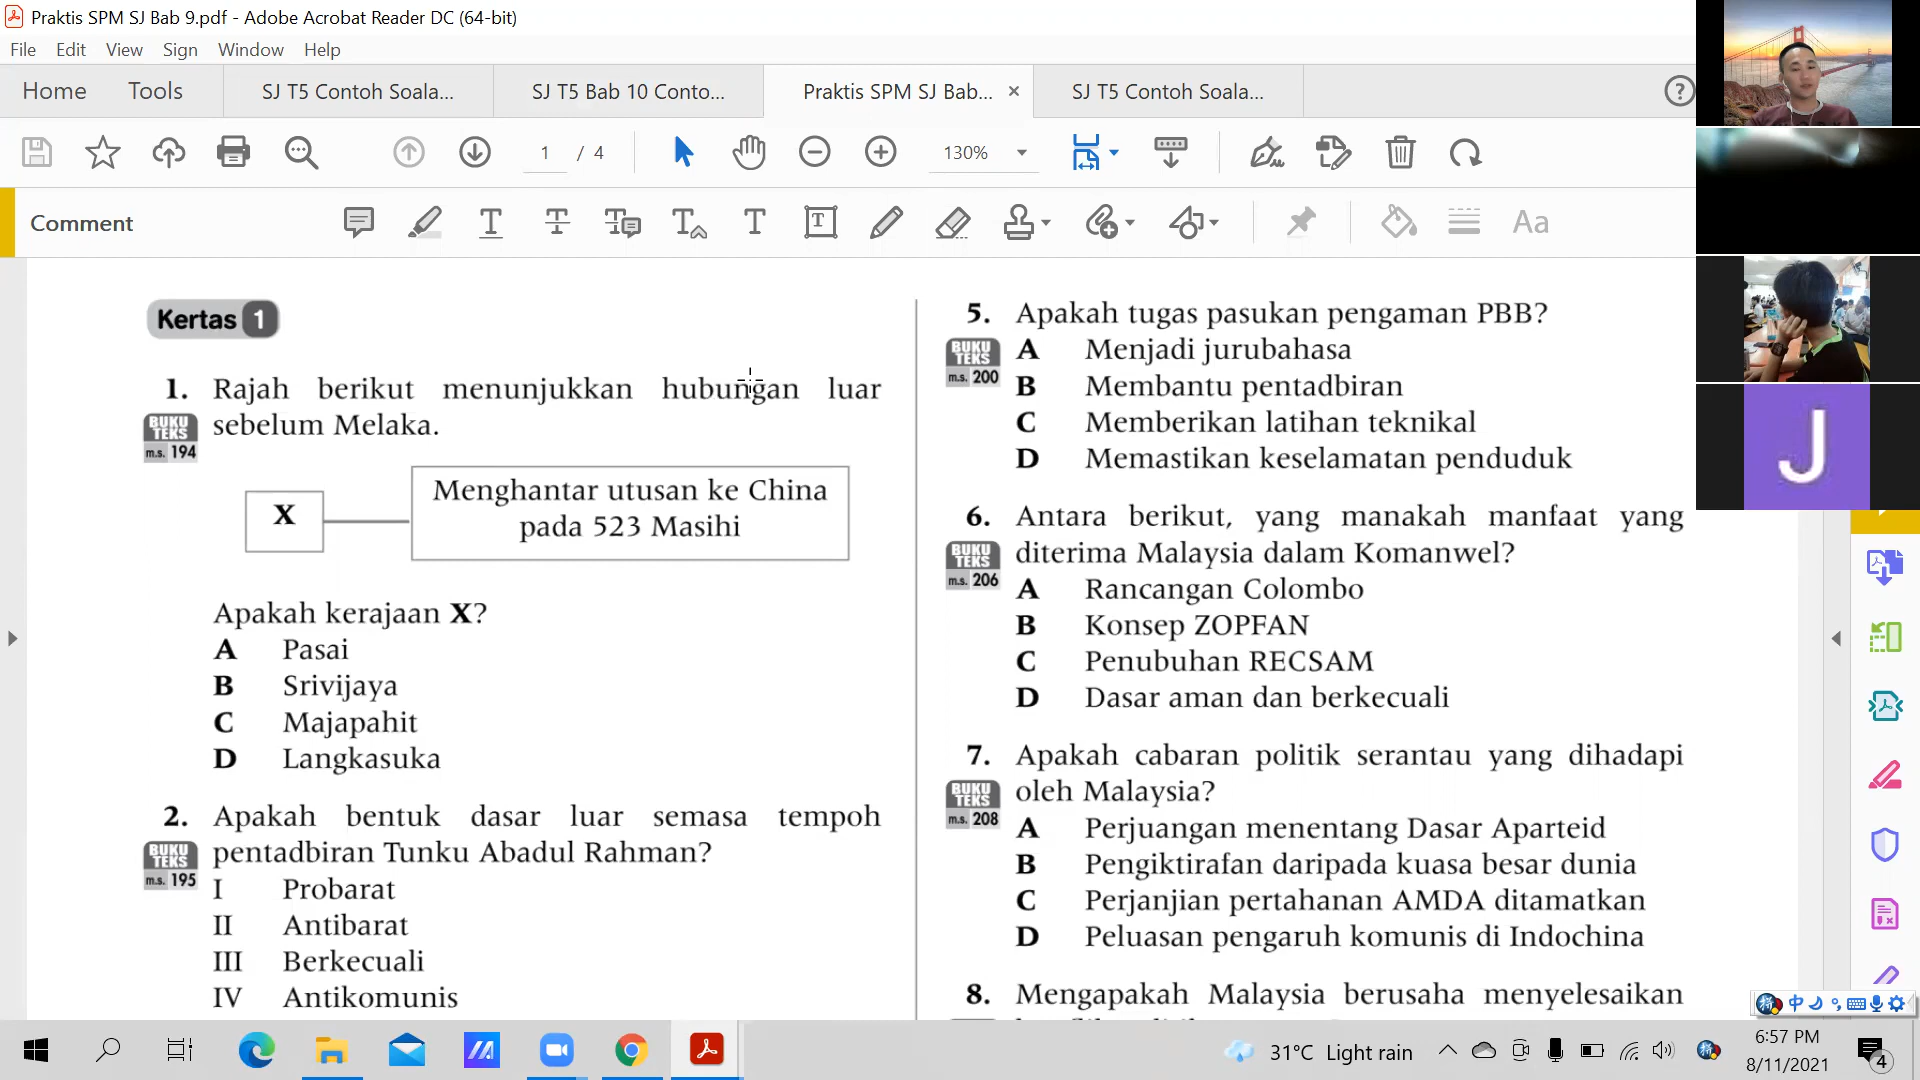 Praktis SPM SJ Bab 9.pdf - Adobe Acrobat Reader DC (64-bit)
File Edit View Sign Window Help
Home Tools SJ T5 Contoh Soala... SJ T5 Bab 10 Conto... Praktis SPM SJ Bab... × SJ T5 Contoh Soala...
1 / 4 130%
Comment
Kertas 1
1. Rajah berikut menunjukkan hubungan luar
BUKU TEKS m.s. 194
sebelum Melaka.
X
Menghantar utusan ke China
pada 523 Masihi
Apakah kerajaan X?
A Pasai
B Srivijaya
C Majapahit
D Langkasuka
2. Apakah bentuk dasar luar semasa tempoh
BUKU TEKS m.s. 195
pentadbiran Tunku Abadul Rahman?
I Probarat
II Antibarat
III Berkecuali
IV Antikomunis
5. Apakah tugas pasukan pengaman PBB?
BUKU TEKS m.s. 200
A Menjadi jurubahasa
B Membantu pentadbiran
C Memberikan latihan teknikal
D Memastikan keselamatan penduduk
6. Antara berikut, yang manakah manfaat yang
BUKU TEKS m.s. 206
diterima Malaysia dalam Komanwel?
A Rancangan Colombo
B Konsep ZOPFAN
C Penubuhan RECSAM
D Dasar aman dan berkecuali
7. Apakah cabaran politik serantau yang dihadapi
BUKU TEKS m.s. 208
oleh Malaysia?
A Perjuangan menentang Dasar Aparteid
B Pengiktirafan daripada kuasa besar dunia
C Perjanjian pertahanan AMDA ditamatkan
D Peluasan pengaruh komunis di Indochina
8. Mengapakah Malaysia berusaha menyelesaikan
J
中
31°C Light rain
6:57 PM
8/11/2021
4